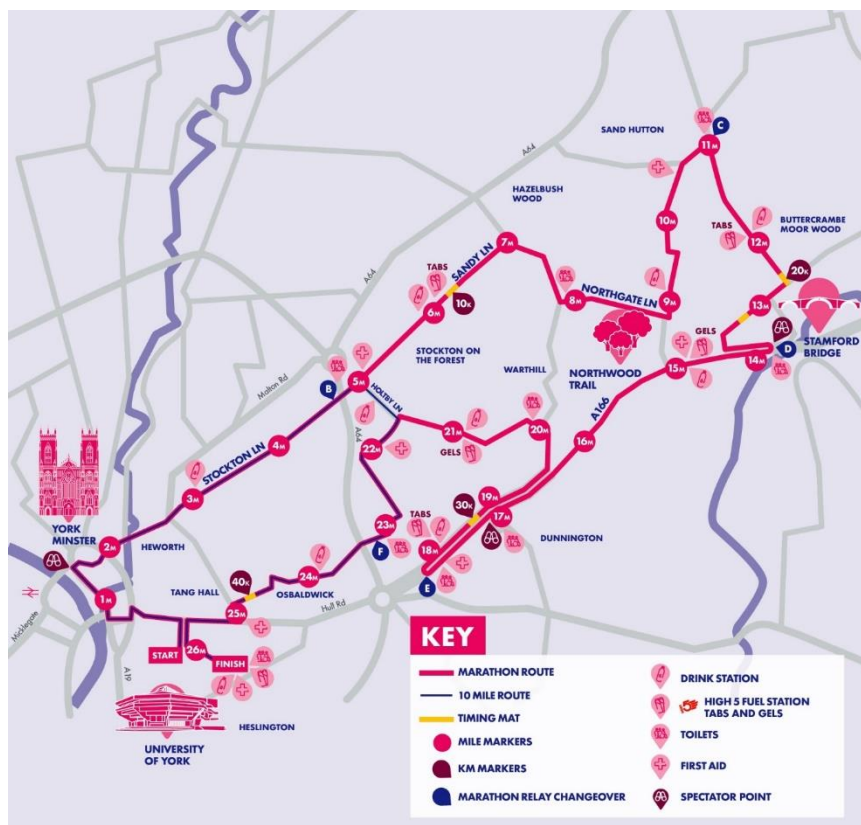 C
SAND HUTTON
11M
A64
HAZELBUSH
WOOD
10M
TABS
12M
BUTTERCRAMBE
MOOR WOOD
7M
A64
TABS
SANDY LN
20K
6M
10K
8M
NORTHGATE LN
9M
13M
GELS
STAMFORD
BRIDGE
STOCKTON ON
THE FOREST
NORTHWOOD
TRAIL
D
14M
15M
Malton Rd
B
5M
HOLTBY LN
WARTHILL
A166
STOCKTON LN
4M
A64
21M
GELS
20M
16M
22M
3M
YORK
MINSTER
2M
HEWORTH
TABS
30K
19M
17M
23M
F
18M
DUNNINGTON
E
TANG HALL
40K
24M
OSBALDWICK
Hull Rd
1M
25M
Micklegate
START
26M
FINISH
A19
UNIVERSITY
OF YORK
HESLINGTON
KEY
MARATHON ROUTE
10 MILE ROUTE
TIMING MAT
MILE MARKERS
KM MARKERS
MARATHON RELAY CHANGEOVER
DRINK STATION
HIGH 5 FUEL STATION
TABS AND GELS
TOILETS
FIRST AID
SPECTATOR POINT